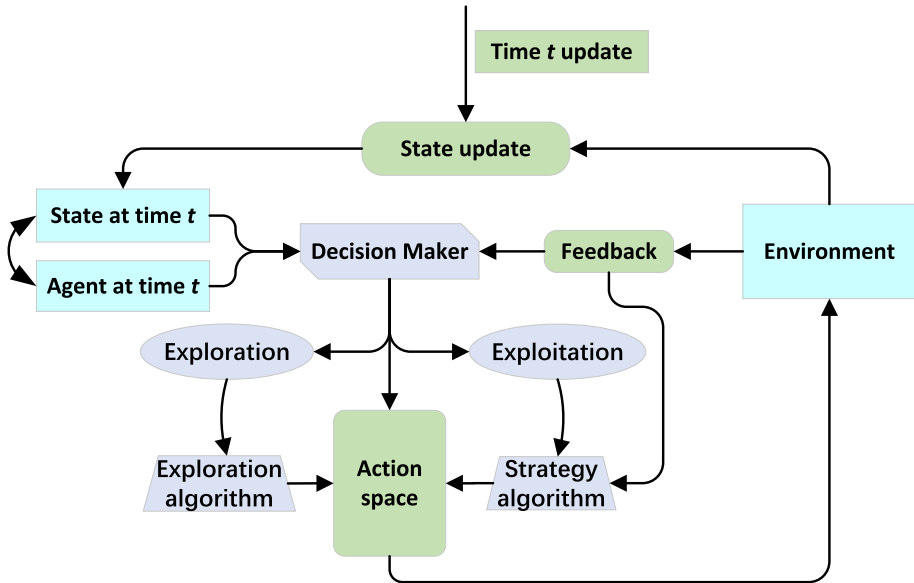 Time t update
State update
State at time t
Agent at time t
Decision Maker
Feedback
Environment
Exploration
Exploitation
Exploration
algorithm
Action
space
Strategy
algorithm